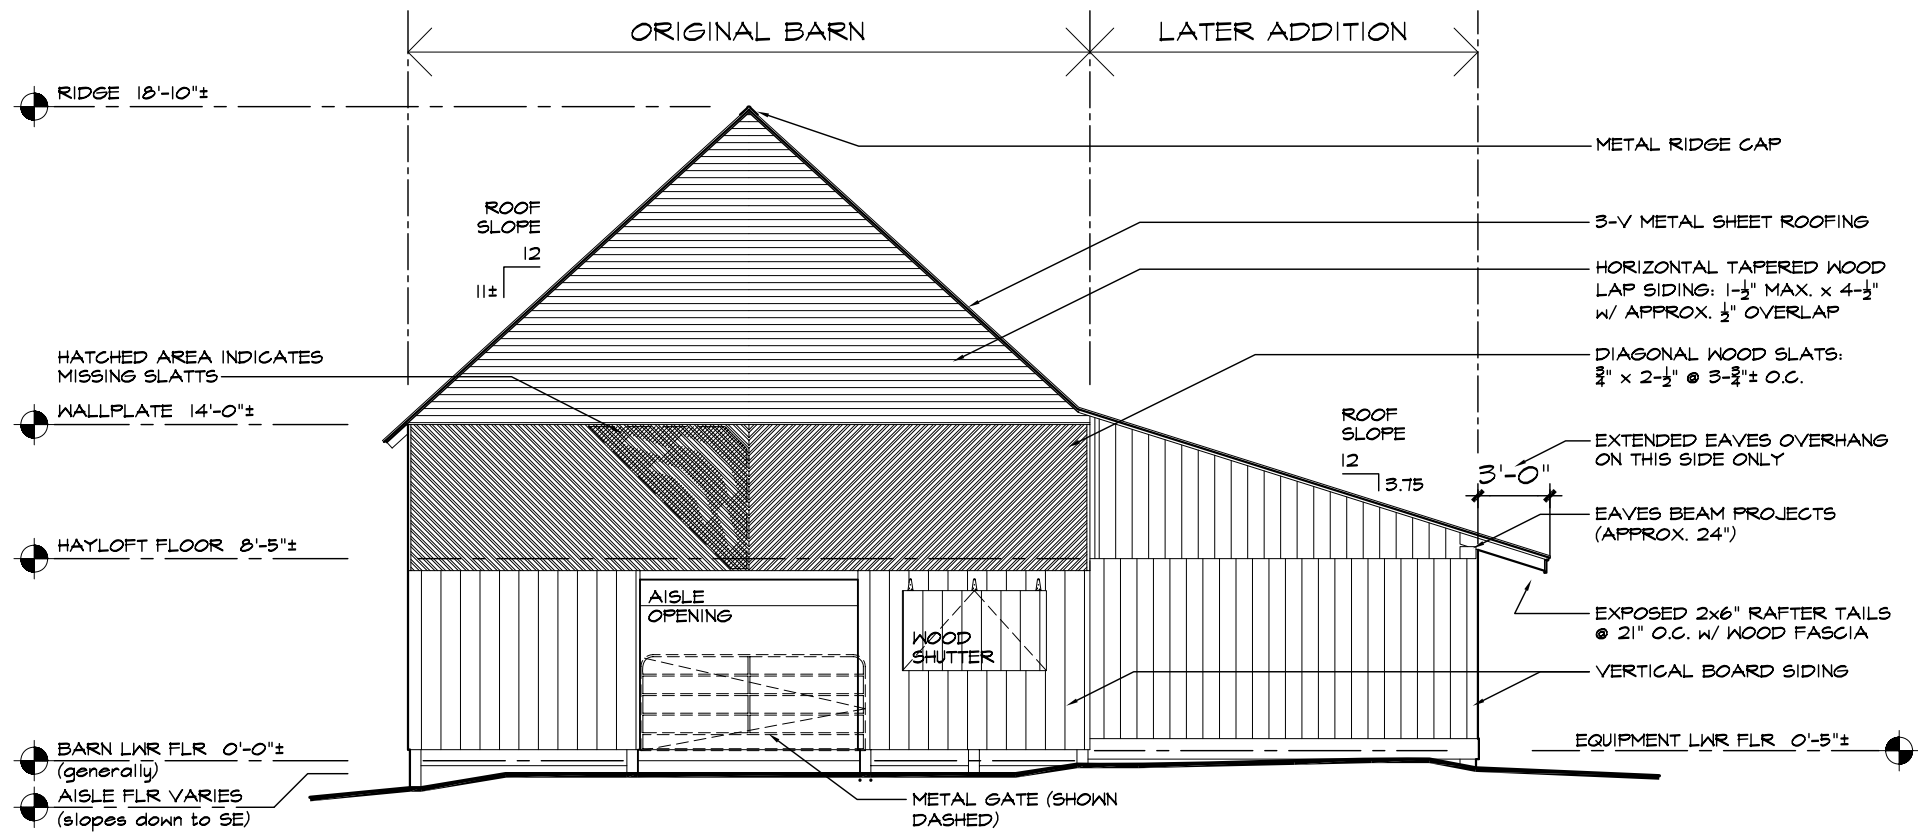 ORIGINAL BARN
LATER ADDITION
RIDGE 18'-10"±
METAL RIDGE CAP
ROOF
SLOPE
12
11±
3-V METAL SHEET ROOFING
HORIZONTAL TAPERED WOOD
LAP SIDING: 1-½" MAX. x 4-½"
w/ APPROX. ½" OVERLAP
HATCHED AREA INDICATES
MISSING SLATTS
DIAGONAL WOOD SLATS:
¾" x 2-½" @ 3-¾"± O.C.
WALLPLATE 14'-0"±
ROOF
SLOPE
12
3.75
EXTENDED EAVES OVERHANG
ON THIS SIDE ONLY
3'-0"
EAVES BEAM PROJECTS
(APPROX. 24")
HAYLOFT FLOOR 8'-5"±
AISLE
OPENING
WOOD
SHUTTER
EXPOSED 2x6" RAFTER TAILS
@ 21" O.C. w/ WOOD FASCIA
VERTICAL BOARD SIDING
BARN LWR FLR 0'-0"±
(generally)
EQUIPMENT LWR FLR 0'-5"±
AISLE FLR VARIES
(slopes down to SE)
METAL GATE (SHOWN
DASHED)